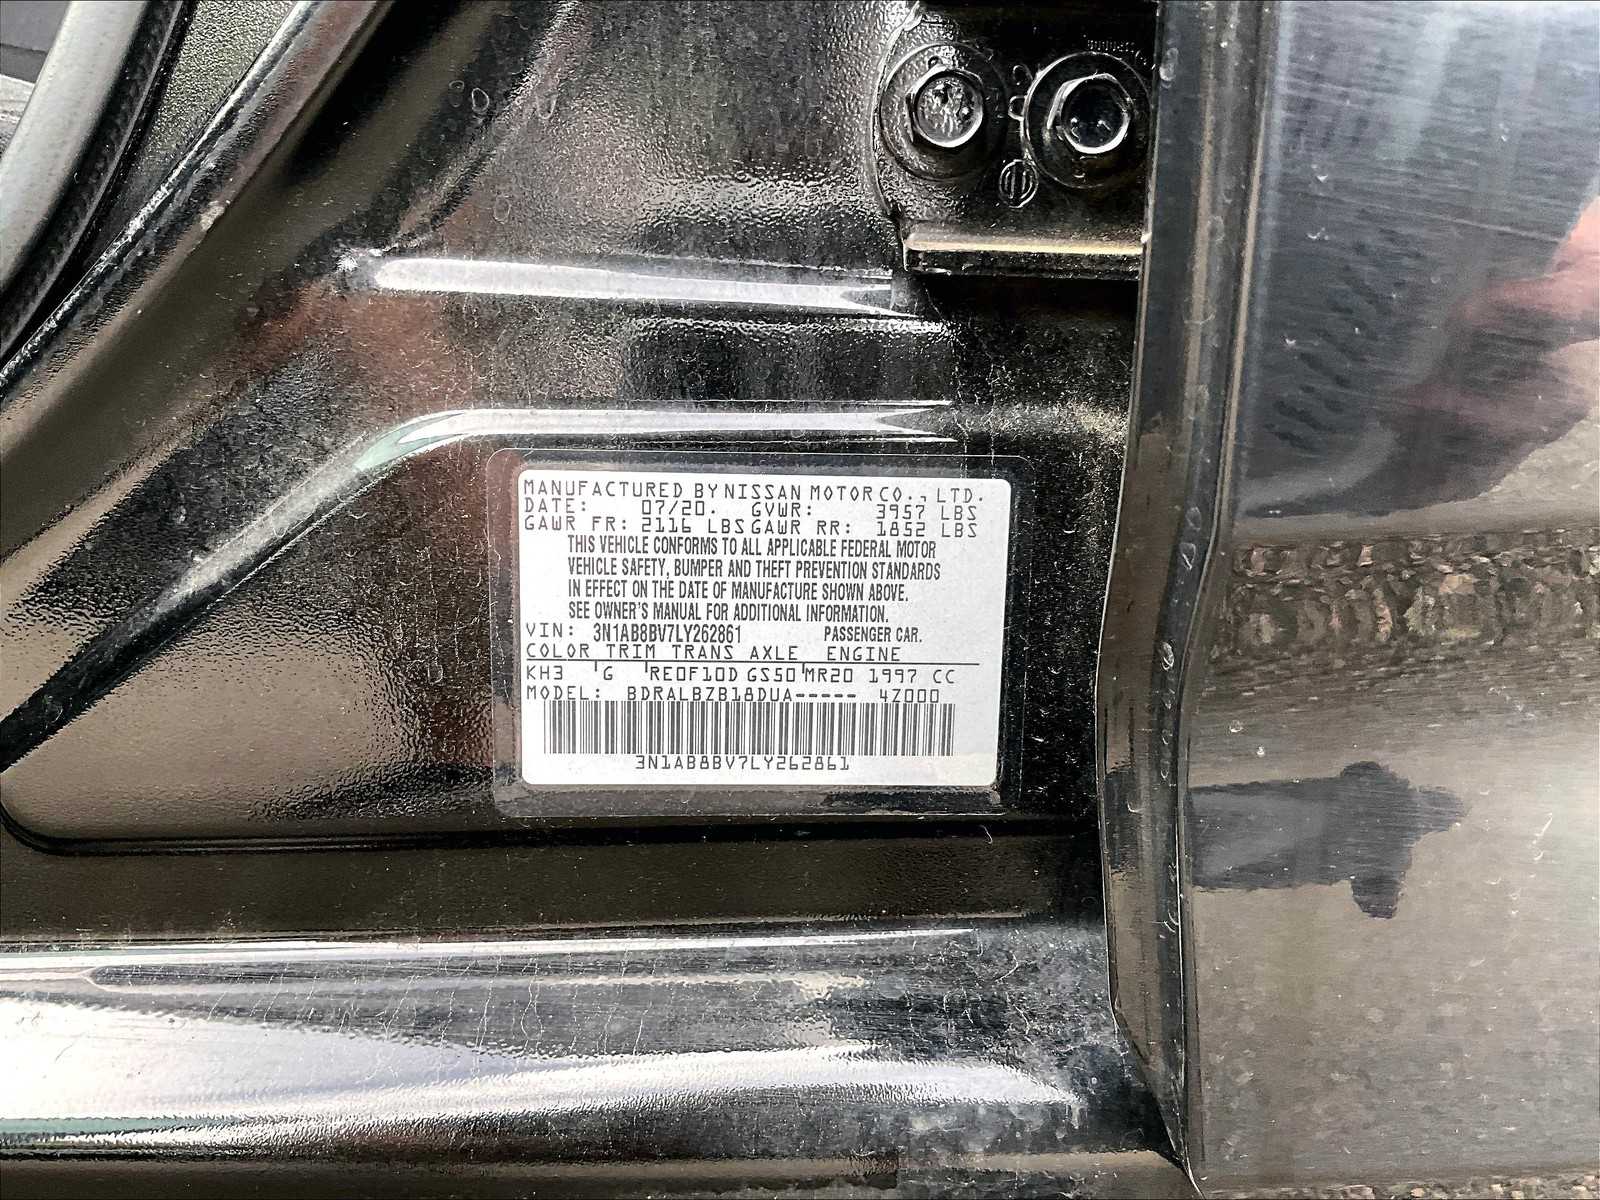 MANUFACTURED BY NISSAN MOTOR CO., LTD.
DATE: 07/20. GVWR: 3957 LBS
GAWR FR: 2116 LBS GAWR RR: 1852 LBS
THIS VEHICLE CONFORMS TO ALL APPLICABLE FEDERAL MOTOR
VEHICLE SAFETY, BUMPER AND THEFT PREVENTION STANDARDS
IN EFFECT ON THE DATE OF MANUFACTURE SHOWN ABOVE.
SEE OWNER'S MANUAL FOR ADDITIONAL INFORMATION.
VIN: 3N1AB8BV7LY262861 PASSENGER CAR.
COLOR TRIM TRANS AXLE ENGINE
KH3 G RE0F10D GS50 MR20 1997 CC
MODEL: BDRALBZB18DUA----- 4Z000
3N1AB8BV7LY262861